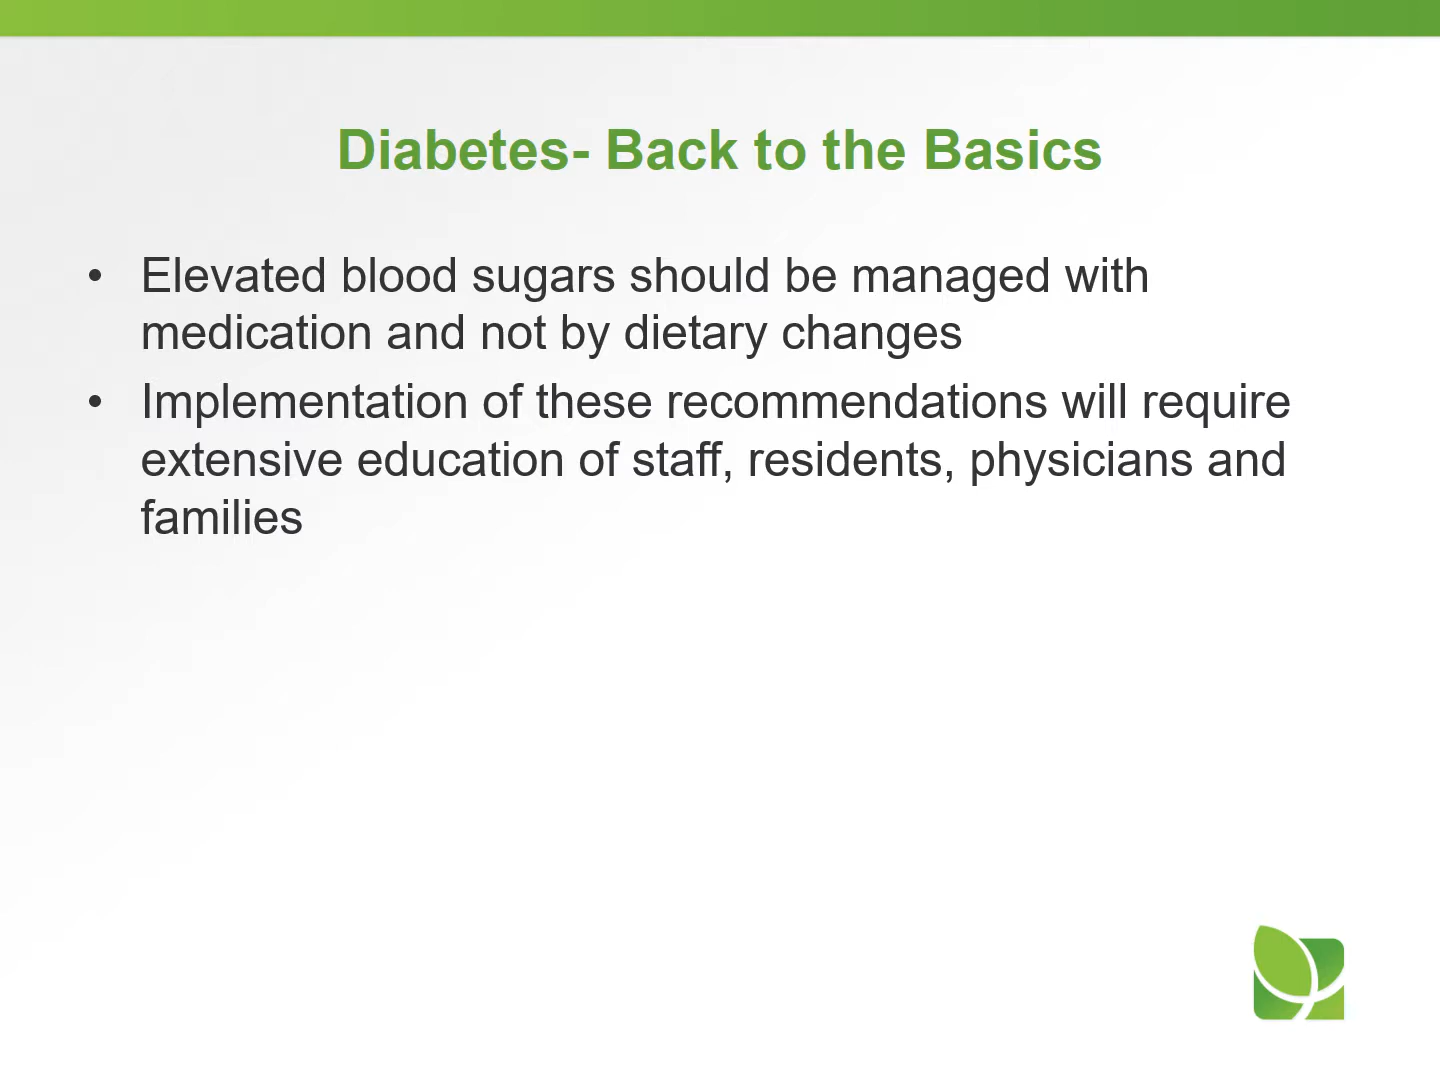 Diabetes- Back to the Basics
• Elevated blood sugars should be managed with
medication and not by dietary changes
• Implementation of these recommendations will require
extensive education of staff, residents, physicians and
families